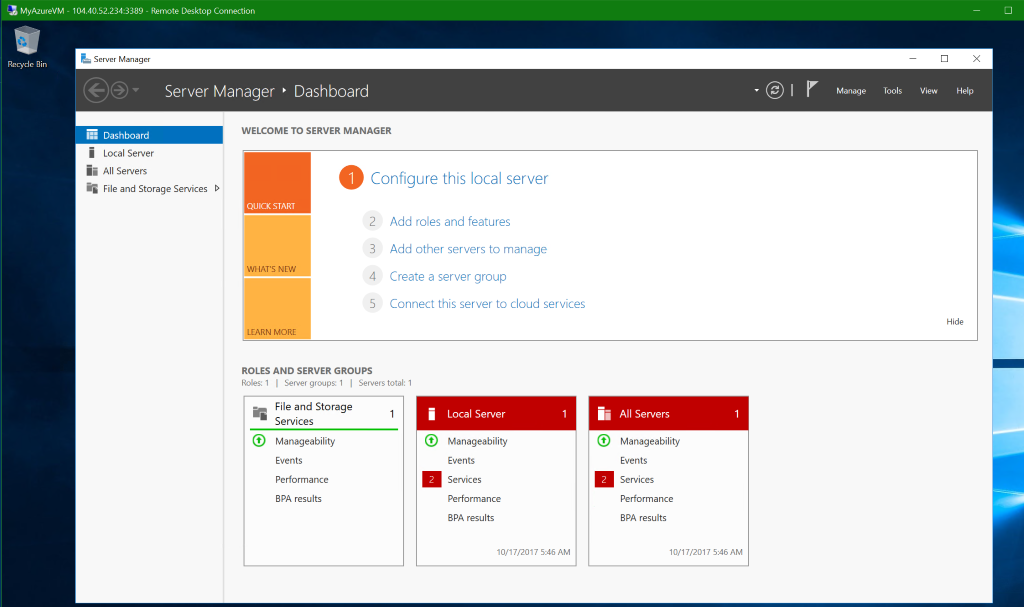 MyAzureVM - 104.40.52.234:3389 - Remote Desktop Connection
Recycle Bin
Server Manager
Server Manager ‣ Dashboard
Manage Tools View Help
Dashboard
Local Server
All Servers
File and Storage Services
WELCOME TO SERVER MANAGER
QUICK START
WHAT'S NEW
LEARN MORE
1 Configure this local server
2 Add roles and features
3 Add other servers to manage
4 Create a server group
5 Connect this server to cloud services
Hide
ROLES AND SERVER GROUPS
Roles: 1 | Server groups: 1 | Servers total: 1
File and Storage
Services
1
Manageability
Events
Performance
BPA results
Local Server 1
Manageability
Events
2 Services
Performance
BPA results
10/17/2017 5:46 AM
All Servers 1
Manageability
Events
2 Services
Performance
BPA results
10/17/2017 5:46 AM